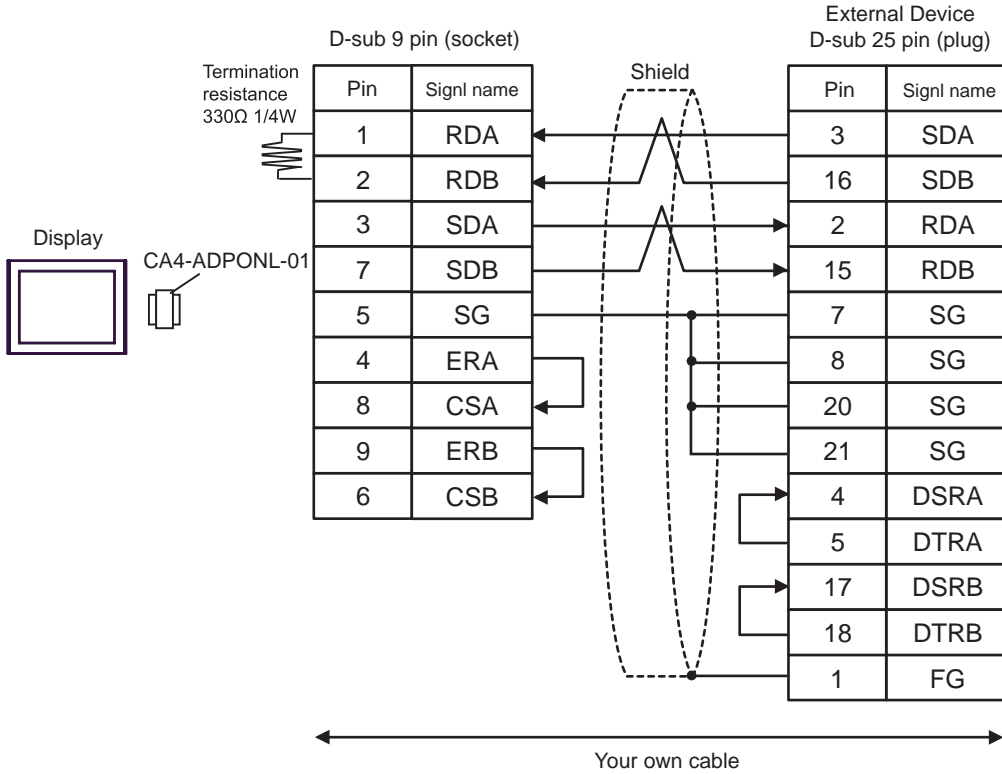 External Device
D-sub 9 pin (socket)
D-sub 25 pin (plug)
Termination
resistance
330Ω 1/4W
Shield
Pin Signl name
1 RDA
2 RDB
3 SDA
7 SDB
5 SG
4 ERA
8 CSA
9 ERB
6 CSB
Display
CA4-ADPONL-01
Pin Signl name
3 SDA
16 SDB
2 RDA
15 RDB
7 SG
8 SG
20 SG
21 SG
4 DSRA
5 DTRA
17 DSRB
18 DTRB
1 FG
Your own cable